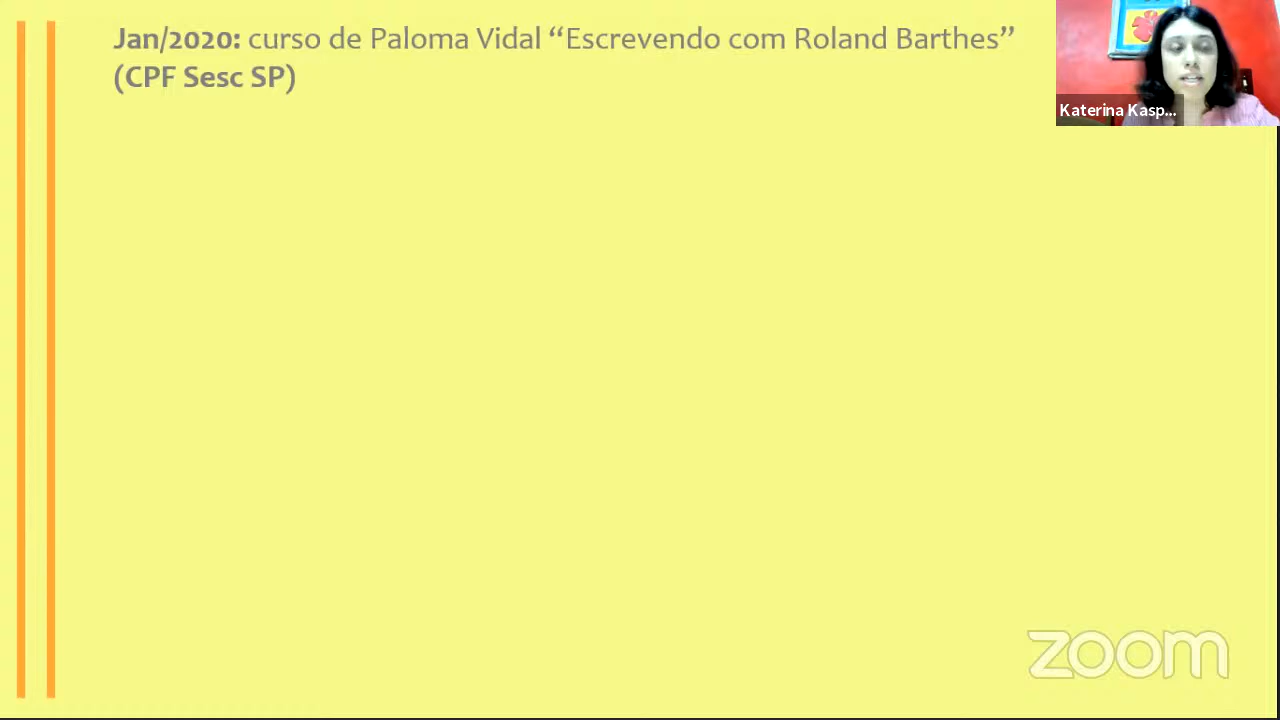 Jan/2020: curso de Paloma Vidal “Escrevendo com Roland Barthes”
(CPF Sesc SP)
Katerina Kasp...
zoom